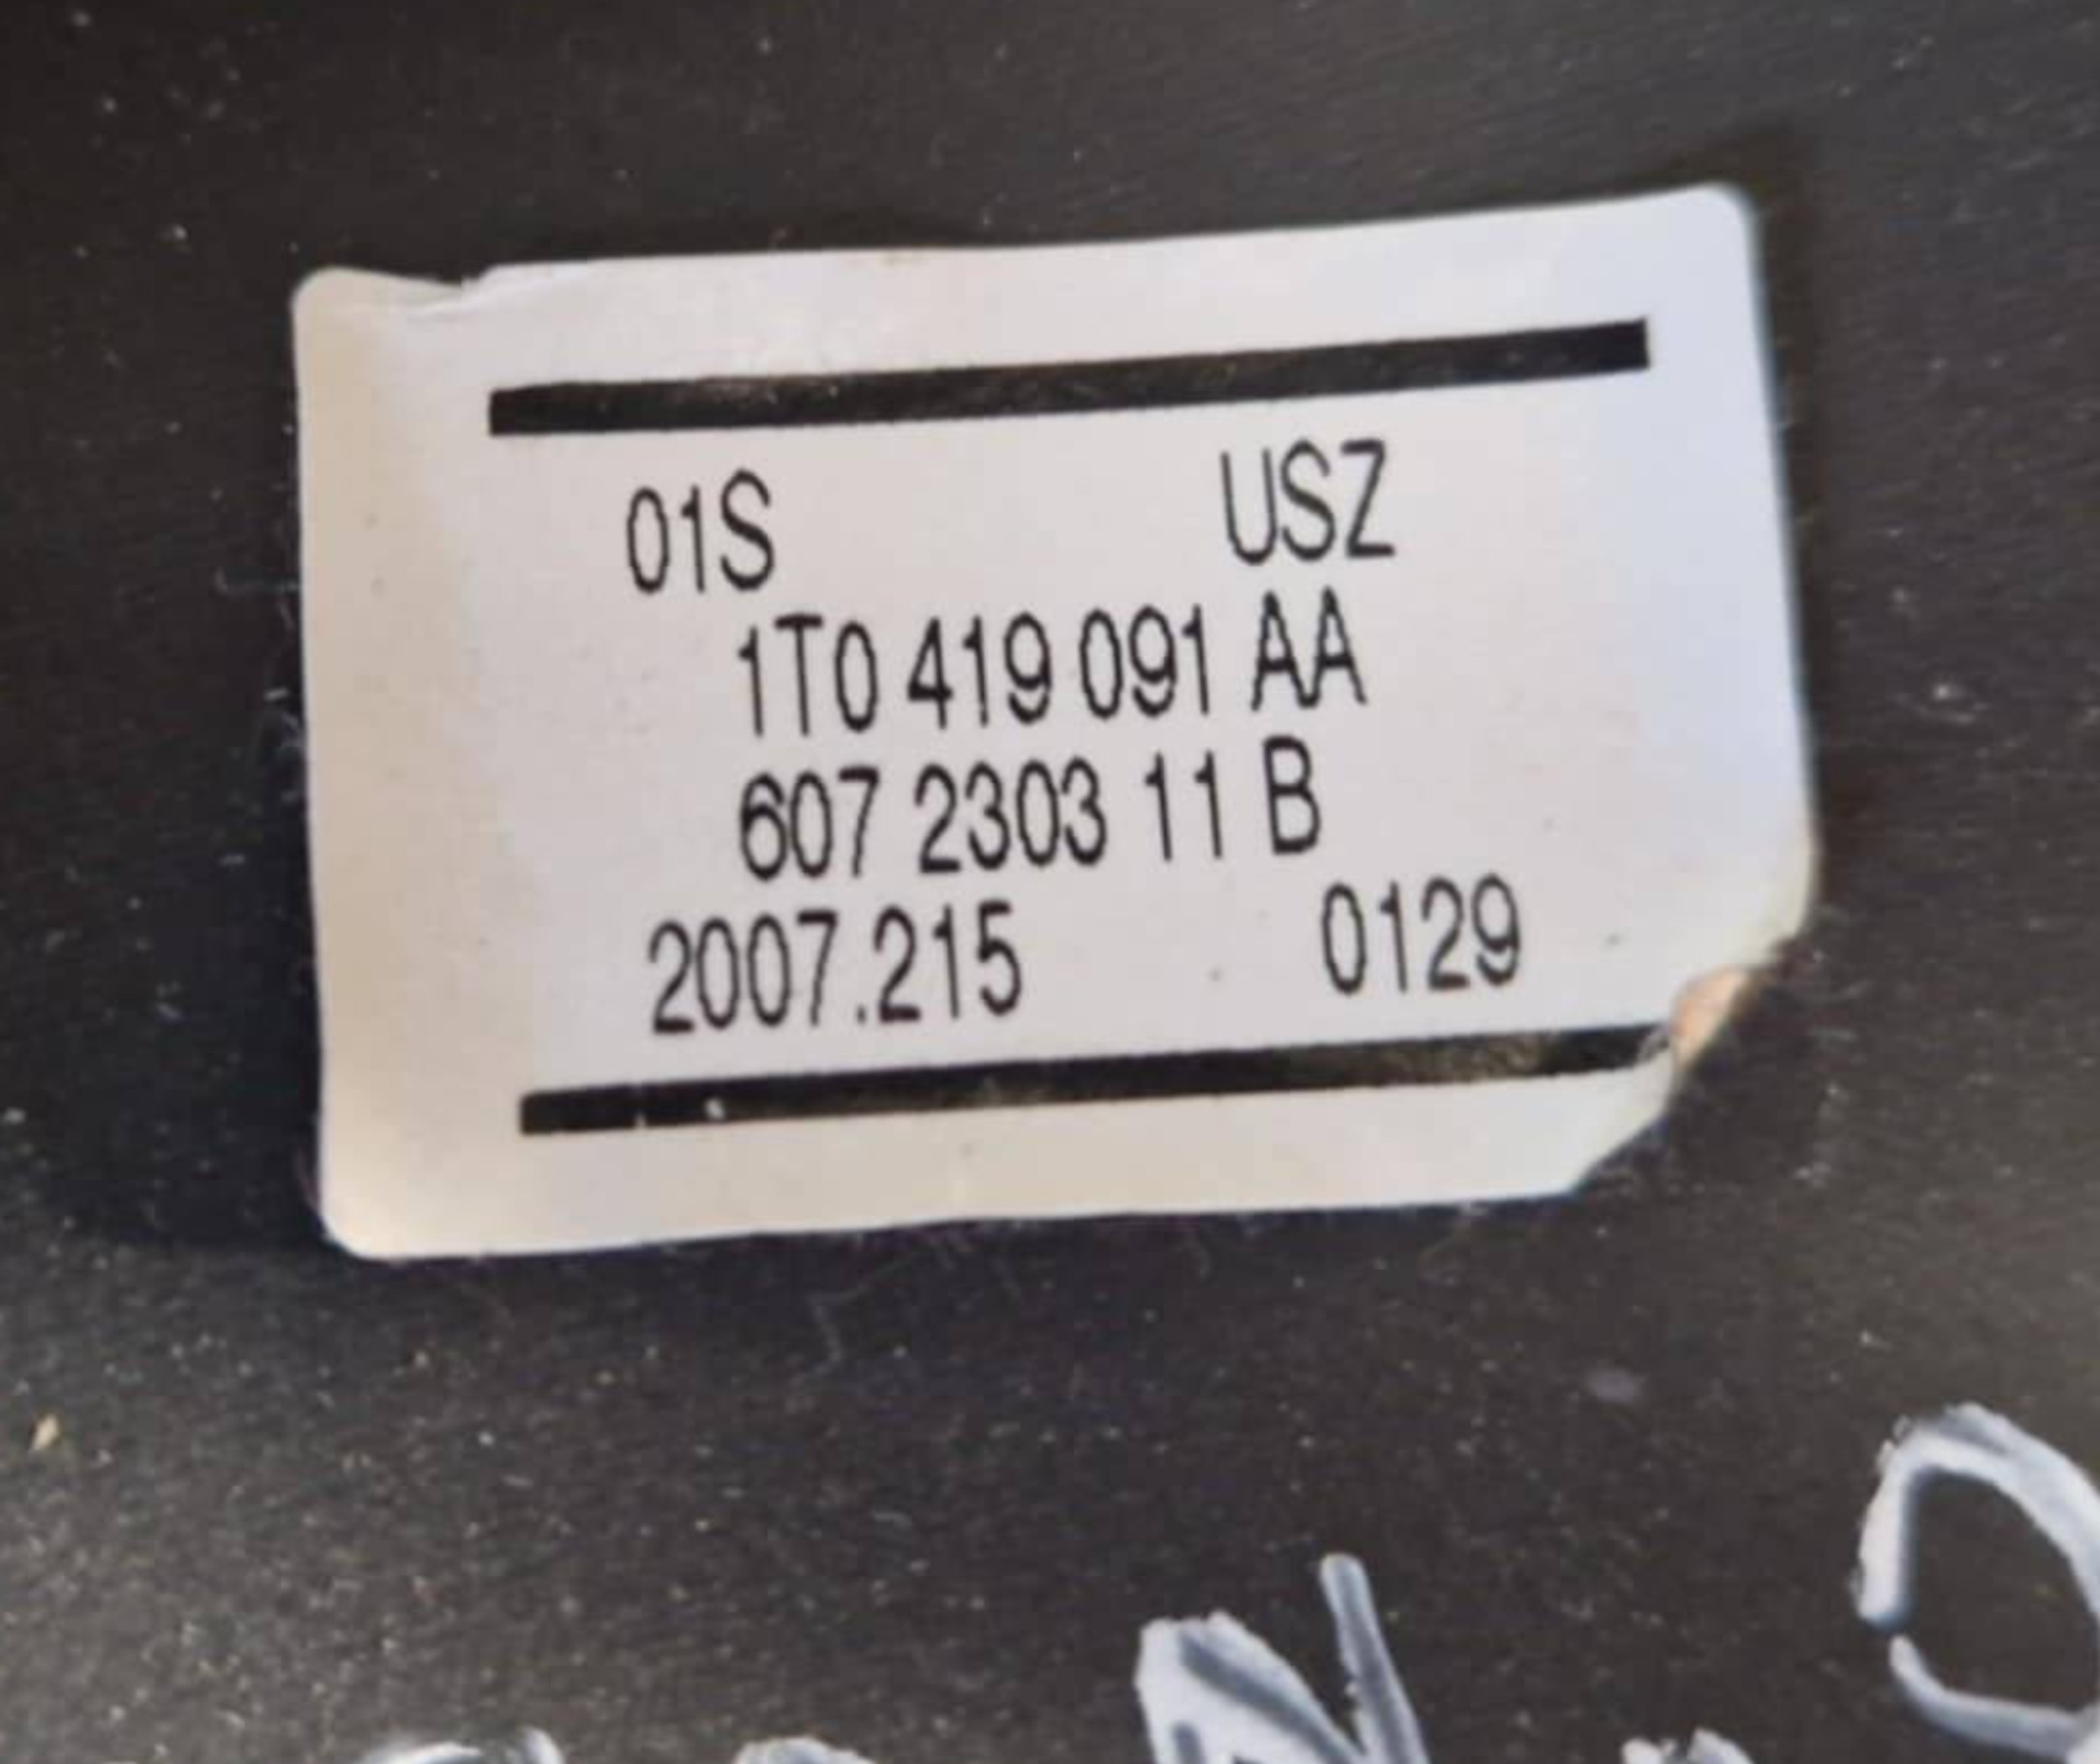 01S USZ
1T0 419 091 AA
607 2303 11 B
2007.215 0129